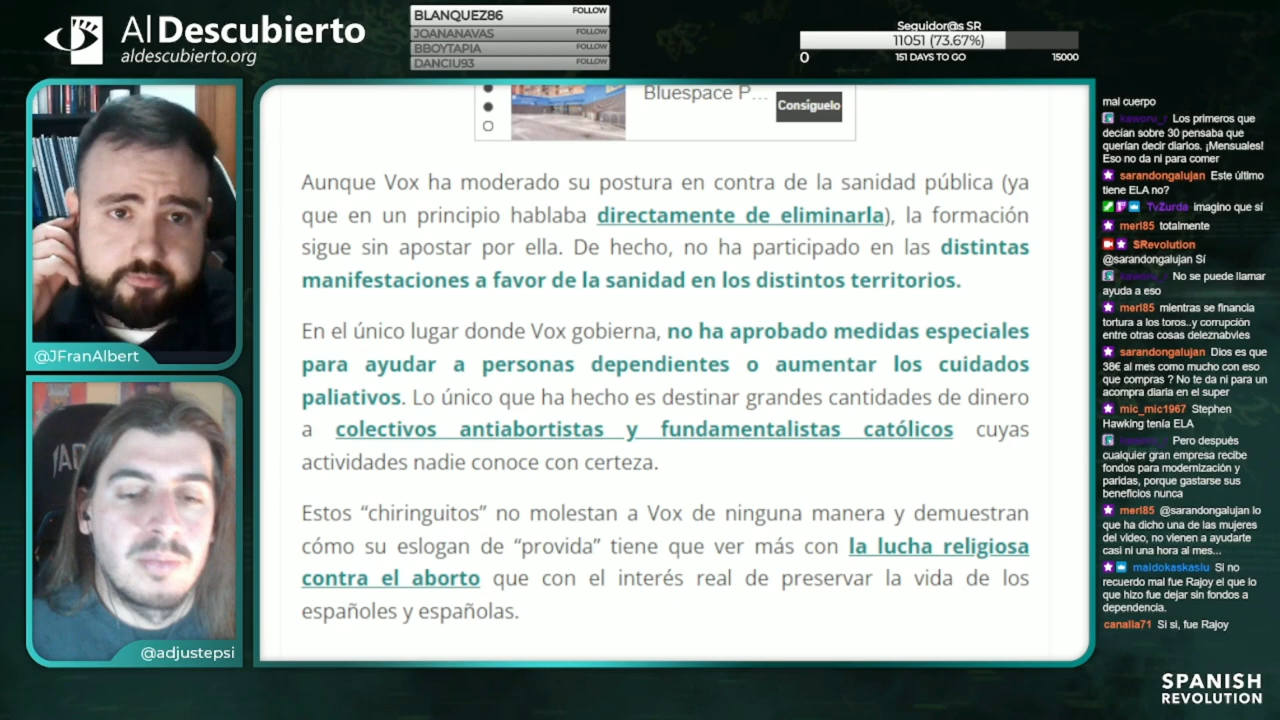 Al Descubierto
aldescubierto.org
BLANQUEZ86 FOLLOW
JOANANAVAS FOLLOW
BBOYTAPIA FOLLOW
DANCIU93 FOLLOW
Seguidor@s SR
11051 (73.67%)
0 151 DAYS TO GO 15000
@JFranAlbert
@adjustepsi
Bluespace P...
Consíguelo
Aunque Vox ha moderado su postura en contra de la sanidad pública (ya
que en un principio hablaba directamente de eliminarla), la formación
sigue sin apostar por ella. De hecho, no ha participado en las distintas
manifestaciones a favor de la sanidad en los distintos territorios.
En el único lugar donde Vox gobierna, no ha aprobado medidas especiales
para ayudar a personas dependientes o aumentar los cuidados
paliativos. Lo único que ha hecho es destinar grandes cantidades de dinero
a colectivos antiabortistas y fundamentalistas católicos cuyas
actividades nadie conoce con certeza.
Estos “chiringuitos” no molestan a Vox de ninguna manera y demuestran
cómo su eslogan de “provida” tiene que ver más con la lucha religiosa
contra el aborto que con el interés real de preservar la vida de los
españoles y españolas.
mal cuerpo
kaworu_r Los primeros que
decían sobre 30 pensaba que
querían decir diarios. ¡Mensuales!
Eso no da ni para comer
sarandongalujan Este último
tiene ELA no?
TvZurda imagino que sí
merl85 totalmente
SRevolution
@sarandongalujan Sí
kaworu_r No se puede llamar
ayuda a eso
merl85 mientras se financia
tortura a los toros..y corrupción
entre otras cosas deleznabvles
sarandongalujan Dios es que
38€ al mes como mucho con eso
que compras ? No te da ni para un
acompra daria en el super
mic_mic1967 Stephen
Hawking tenía ELA
kaworu_r Pero después
cualquier gran empresa recibe
fondos para modernización y
paridas, porque gastarse sus
beneficios nunca
merl85 @sarandongalujan lo
que ha dicho una de las mujeres
del video, no vienen a ayudarte
casi ni una hora al mes...
maldokaskasiu Si no
recuerdo mal fue Rajoy el que lo
que hizo fue dejar sin fondos a
dependencia.
canalla71 Si si, fue Rajoy
SPANISH
REVOLUTION